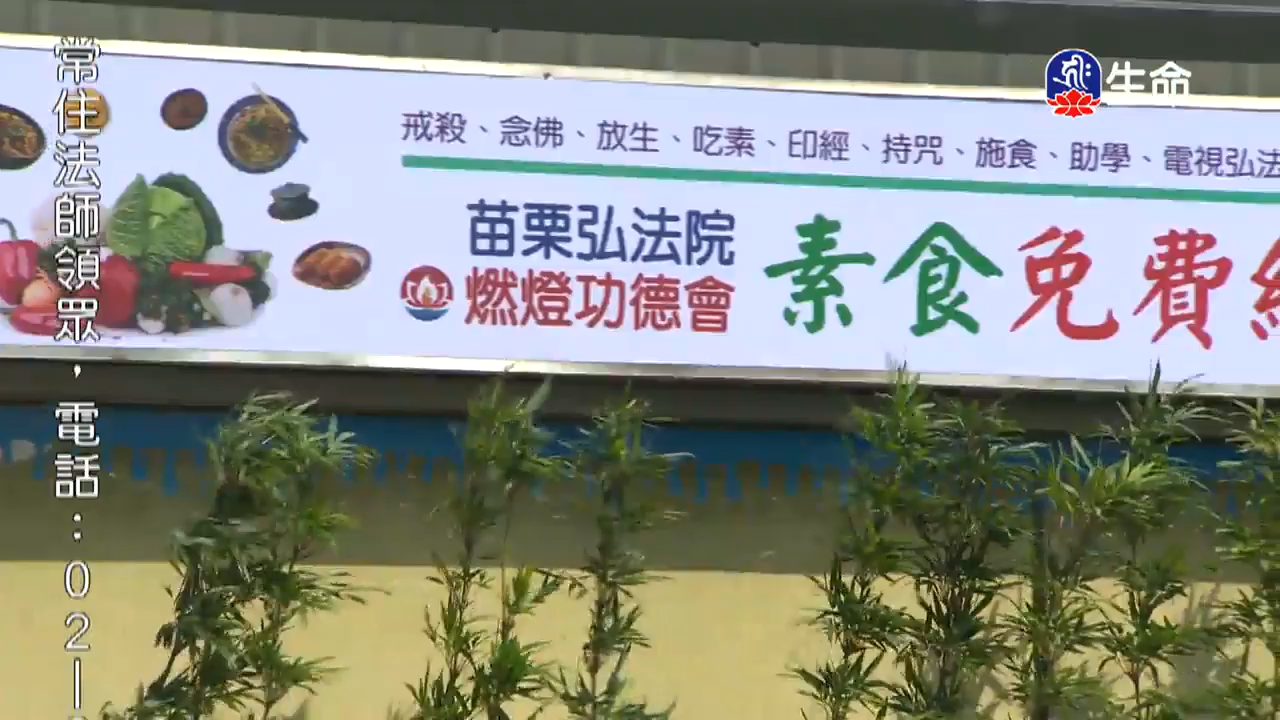 常住法師領眾，電話：02－
生命
戒殺、念佛、放生、吃素、印經、持咒、施食、助學、電視弘法
苗栗弘法院
燃燈功德會
素食免費